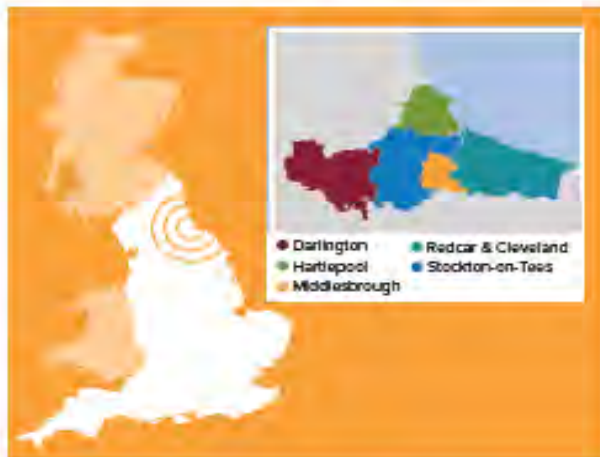 Darlington
Hartlepool
Middlesbrough
Redcar & Cleveland
Stockton-on-Tees